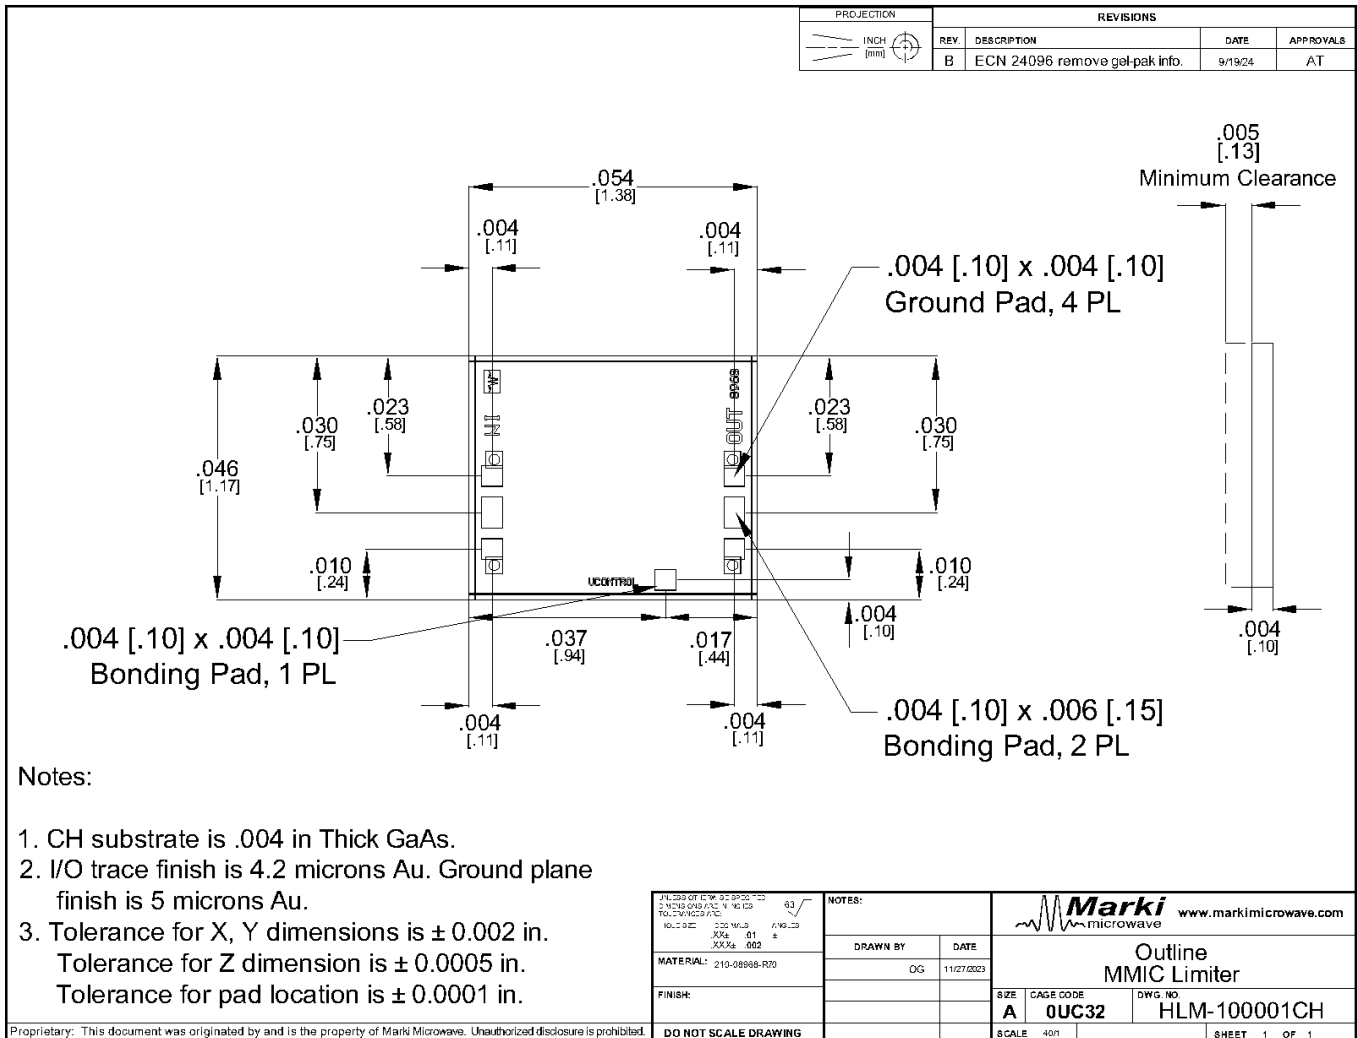 PROJECTION
INCH
[mm]
REVISIONS
REV. DESCRIPTION DATE APPROVALS
B ECN 24096 remove gel-pak info. 9/19/24 AT
.005
[.13]
Minimum Clearance
.054
[1.38]
.004
[.11]
.004
[.11]
.004 [.10] x .004 [.10]
Ground Pad, 4 PL
IN
OUT
.046
[1.17]
.030
[.75]
.023
[.58]
.023
[.58]
.030
[.75]
.010
[.24]
.010
[.24]
VCONTROL
.004
[.10]
.004 [.10] x .004 [.10]
Bonding Pad, 1 PL
.037
[.94]
.017
[.44]
.004
[.10]
.004
[.11]
.004
[.11]
.004 [.10] x .006 [.15]
Bonding Pad, 2 PL
Notes:
1. CH substrate is .004 in Thick GaAs.
2. I/O trace finish is 4.2 microns Au. Ground plane
finish is 5 microns Au.
3. Tolerance for X, Y dimensions is ± 0.002 in.
Tolerance for Z dimension is ± 0.0005 in.
Tolerance for pad location is ± 0.0001 in.
Proprietary: This document was originated by and is the property of Marki Microwave. Unauthorized disclosure is prohibited.
63
.XX± .01 ±
.XXX± .002
MATERIAL: 210-08968-R70
FINISH:
DO NOT SCALE DRAWING
NOTES:
DRAWN BY DATE
OG 11/27/2023
Marki
microwave
www.markimicrowave.com
Outline
MMIC Limiter
SIZE CAGE CODE DWG. NO.
A 0UC32 HLM-100001CH
SCALE 40/1 SHEET 1 OF 1